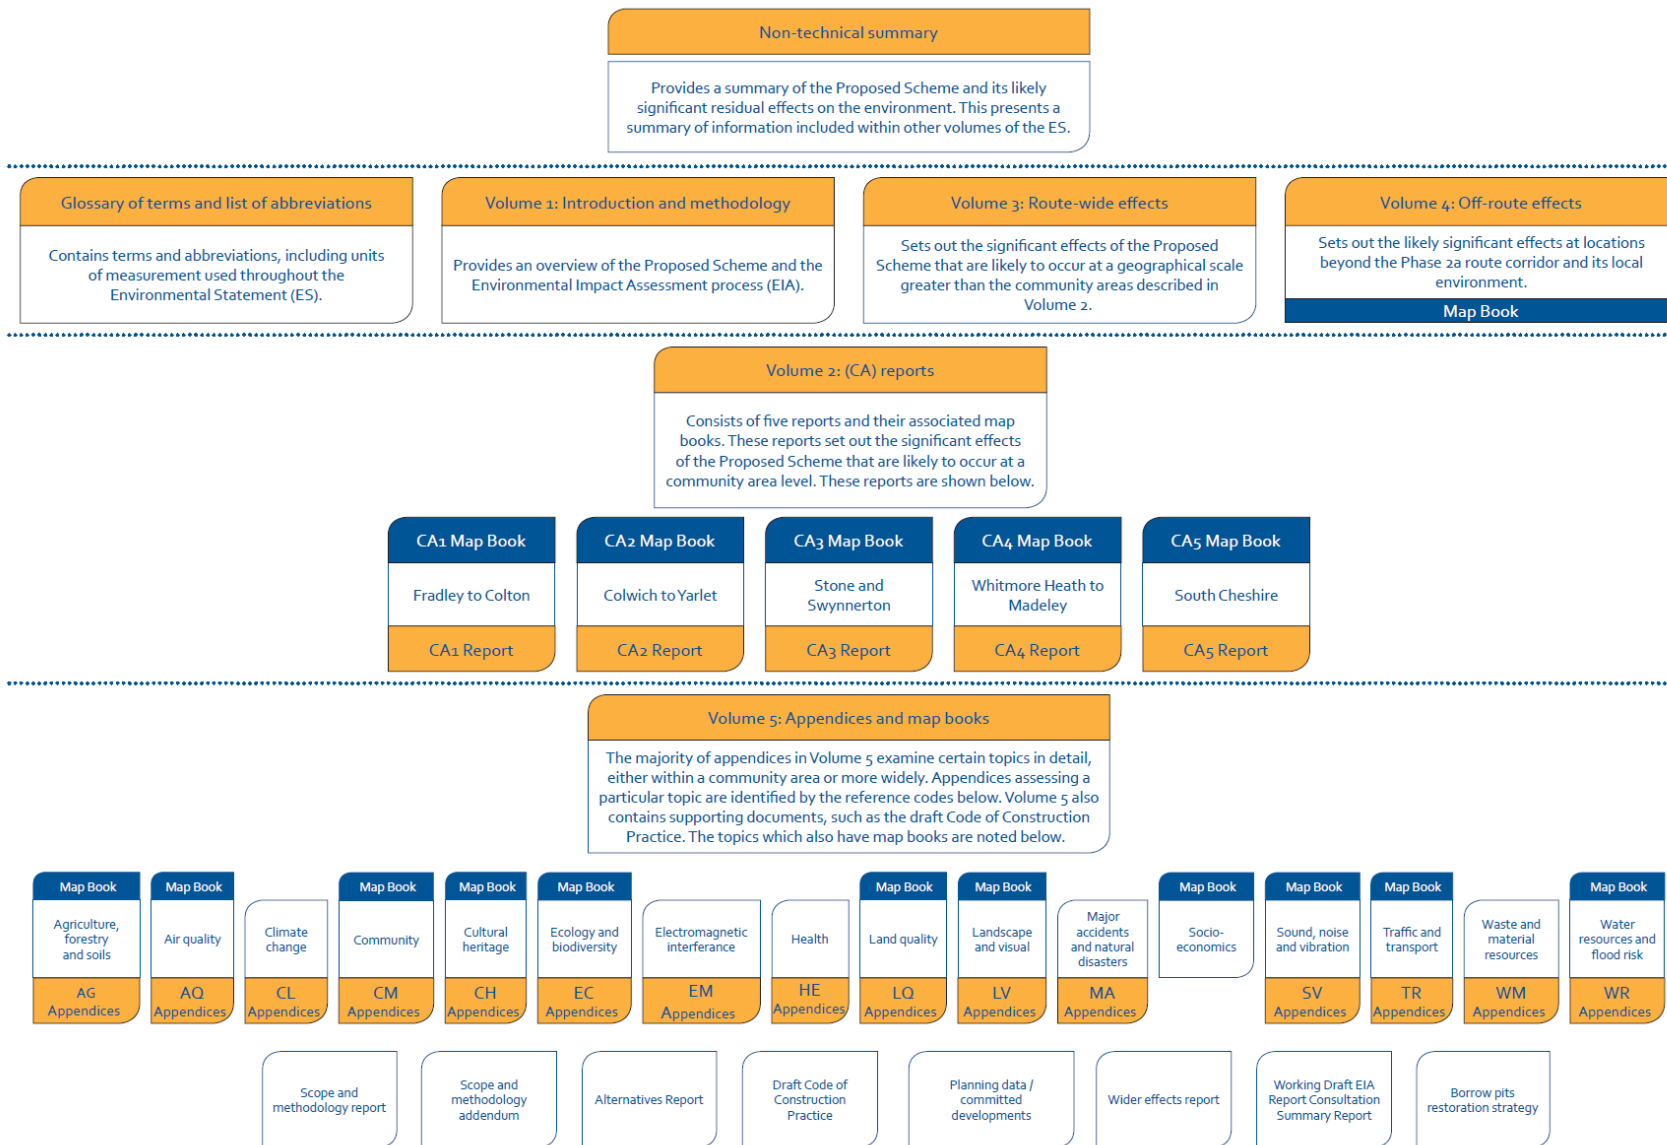 Non-technical summary
Provides a summary of the Proposed Scheme and its likely
significant residual effects on the environment. This presents a
summary of information included within other volumes of the ES.
Glossary of terms and list of abbreviations
Contains terms and abbreviations, including units
of measurement used throughout the
Environmental Statement (ES).
Volume 1: Introduction and methodology
Provides an overview of the Proposed Scheme and the
Environmental Impact Assessment process (EIA).
Volume 3: Route-wide effects
Sets out the significant effects of the Proposed
Scheme that are likely to occur at a geographical scale
greater than the community areas described in
Volume 2.
Volume 4: Off-route effects
Sets out the likely significant effects at locations
beyond the Phase 2a route corridor and its local
environment.
Map Book
Volume 2: (CA) reports
Consists of five reports and their associated map
books. These reports set out the significant effects
of the Proposed Scheme that are likely to occur at a
community area level. These reports are shown below.
CA1 Map Book
Fradley to Colton
CA1 Report
CA2 Map Book
Colwich to Yarlet
CA2 Report
CA3 Map Book
Stone and
Swynnerton
CA3 Report
CA4 Map Book
Whitmore Heath to
Madeley
CA4 Report
CA5 Map Book
South Cheshire
CA5 Report
Volume 5: Appendices and map books
The majority of appendices in Volume 5 examine certain topics in detail,
either within a community area or more widely. Appendices assessing a
particular topic are identified by the reference codes below. Volume 5 also
contains supporting documents, such as the draft Code of Construction
Practice. The topics which also have map books are noted below.
Map Book
Agriculture,
forestry
and soils
AG
Appendices
Map Book
Air quality
AQ
Appendices
Climate
change
CL
Appendices
Map Book
Community
CM
Appendices
Map Book
Cultural
heritage
CH
Appendices
Map Book
Ecology and
biodiversity
EC
Appendices
Electromagnetic
interferance
EM
Appendices
Health
HE
Appendices
Map Book
Land quality
LQ
Appendices
Map Book
Landscape
and visual
LV
Appendices
Major
accidents
and natural
disasters
MA
Appendices
Map Book
Socio-
economics
Map Book
Sound, noise
and vibration
SV
Appendices
Map Book
Traffic and
transport
TR
Appendices
Waste and
material
resources
WM
Appendices
Map Book
Water
resources and
flood risk
WR
Appendices
Scope and
methodology report
Scope and
methodology
addendum
Alternatives Report
Draft Code of
Construction
Practice
Planning data /
committed
developments
Wider effects report
Working Draft EIA
Report Consultation
Summary Report
Borrow pits
restoration strategy